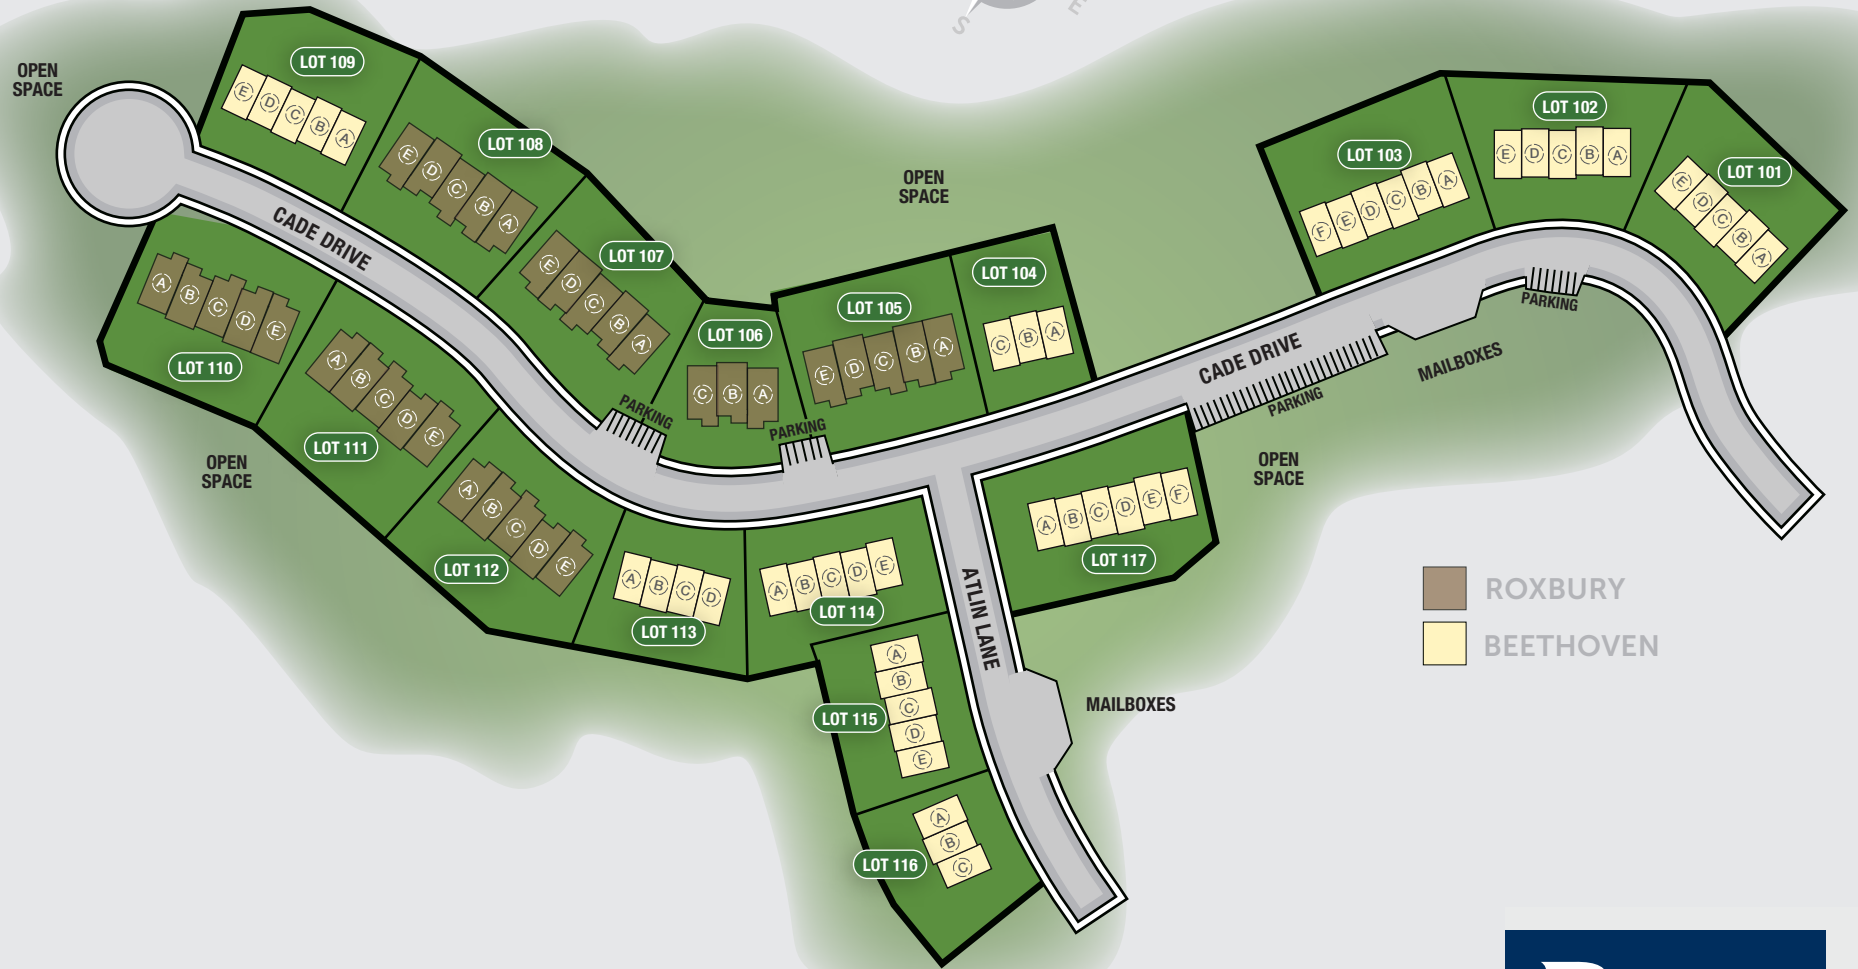 S
E
OPEN
SPACE
LOT 109
E D C B A
LOT 108
E D C B A
CADE DRIVE
LOT 107
E D C B A
LOT 106
C B A
LOT 105
E D C B A
LOT 104
C B A
OPEN
SPACE
LOT 103
F E D C B A
LOT 102
E D C B A
LOT 101
E D C B A
PARKING
MAILBOXES
CADE DRIVE
PARKING
OPEN
SPACE
PARKING
PARKING
A B C D E
LOT 110
A B C D E
LOT 111
OPEN
SPACE
A B C D E
LOT 112
A B C D
LOT 113
A B C D E
LOT 114
A B C D E F
LOT 117
ATLIN LANE
A
B
C
D
E
LOT 115
MAILBOXES
A
B
C
LOT 116
ROXBURY
BEETHOVEN